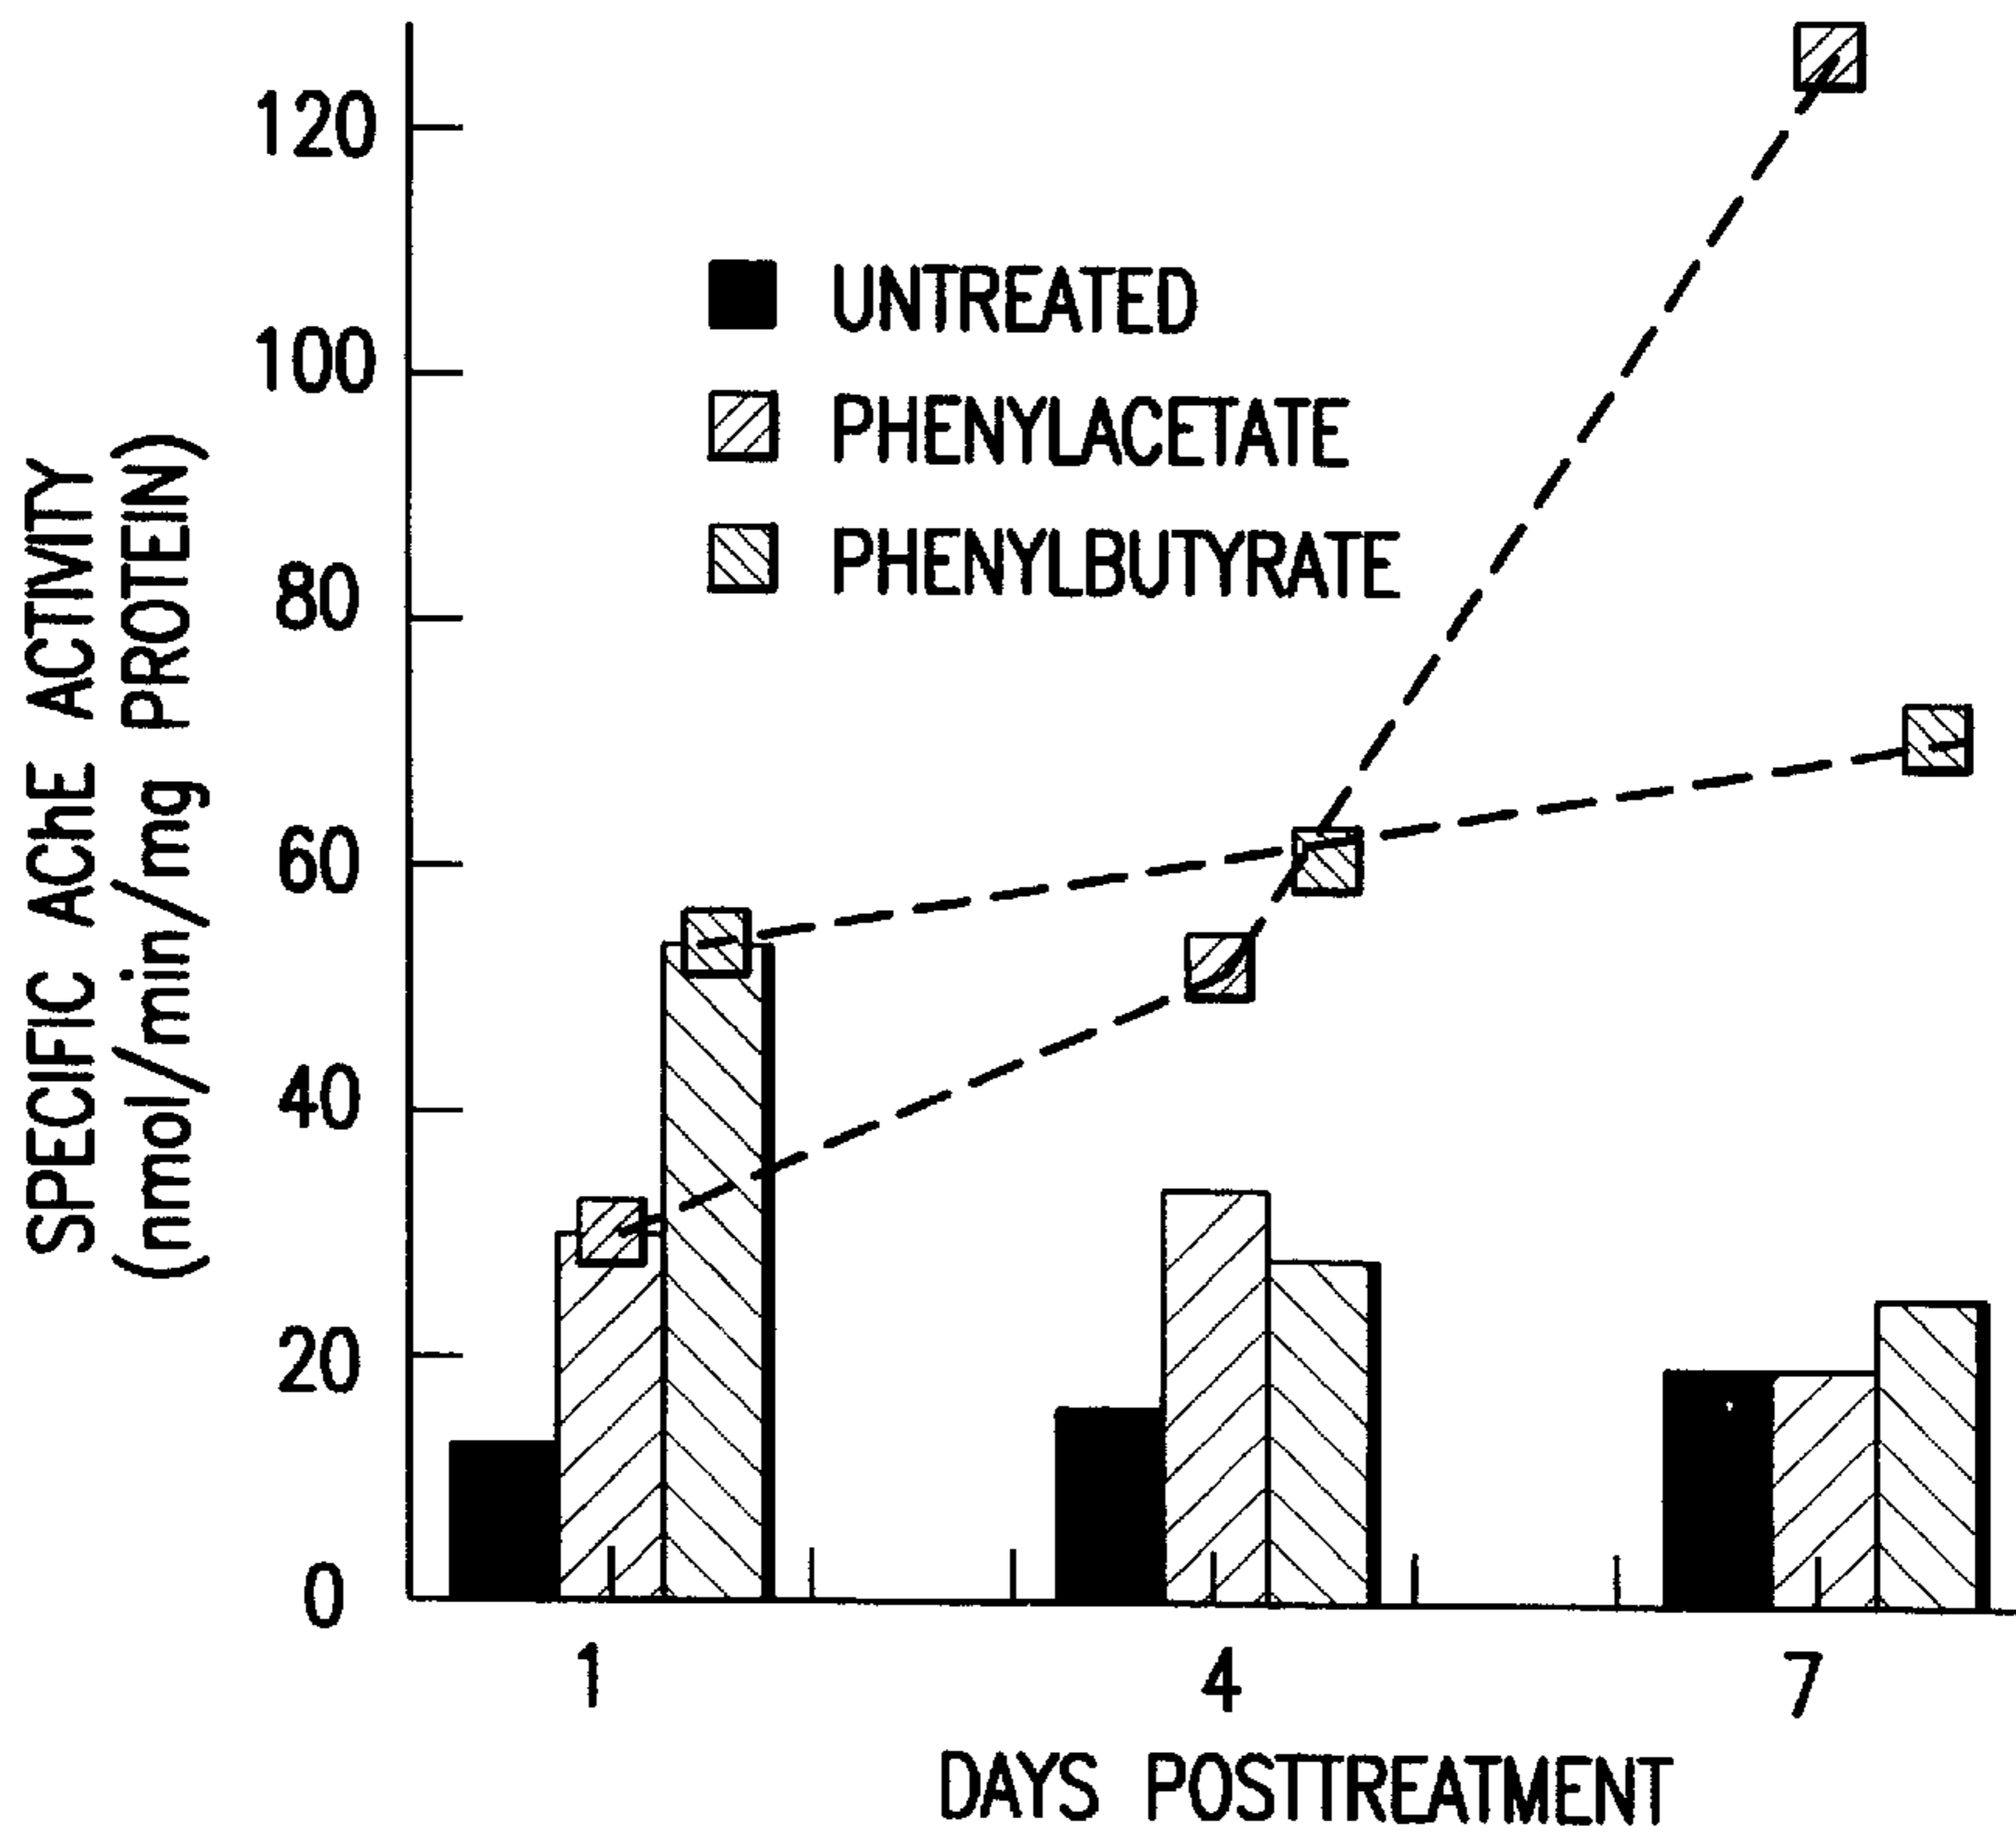 SPECIFIC AChE ACTIVITY
(nmol/min/mg PROTEIN)
120
100
80
60
40
20
0
UNTREATED
PHENYLACETATE
PHENYLBUTYRATE
1 4 7
DAYS POSTTREATMENT